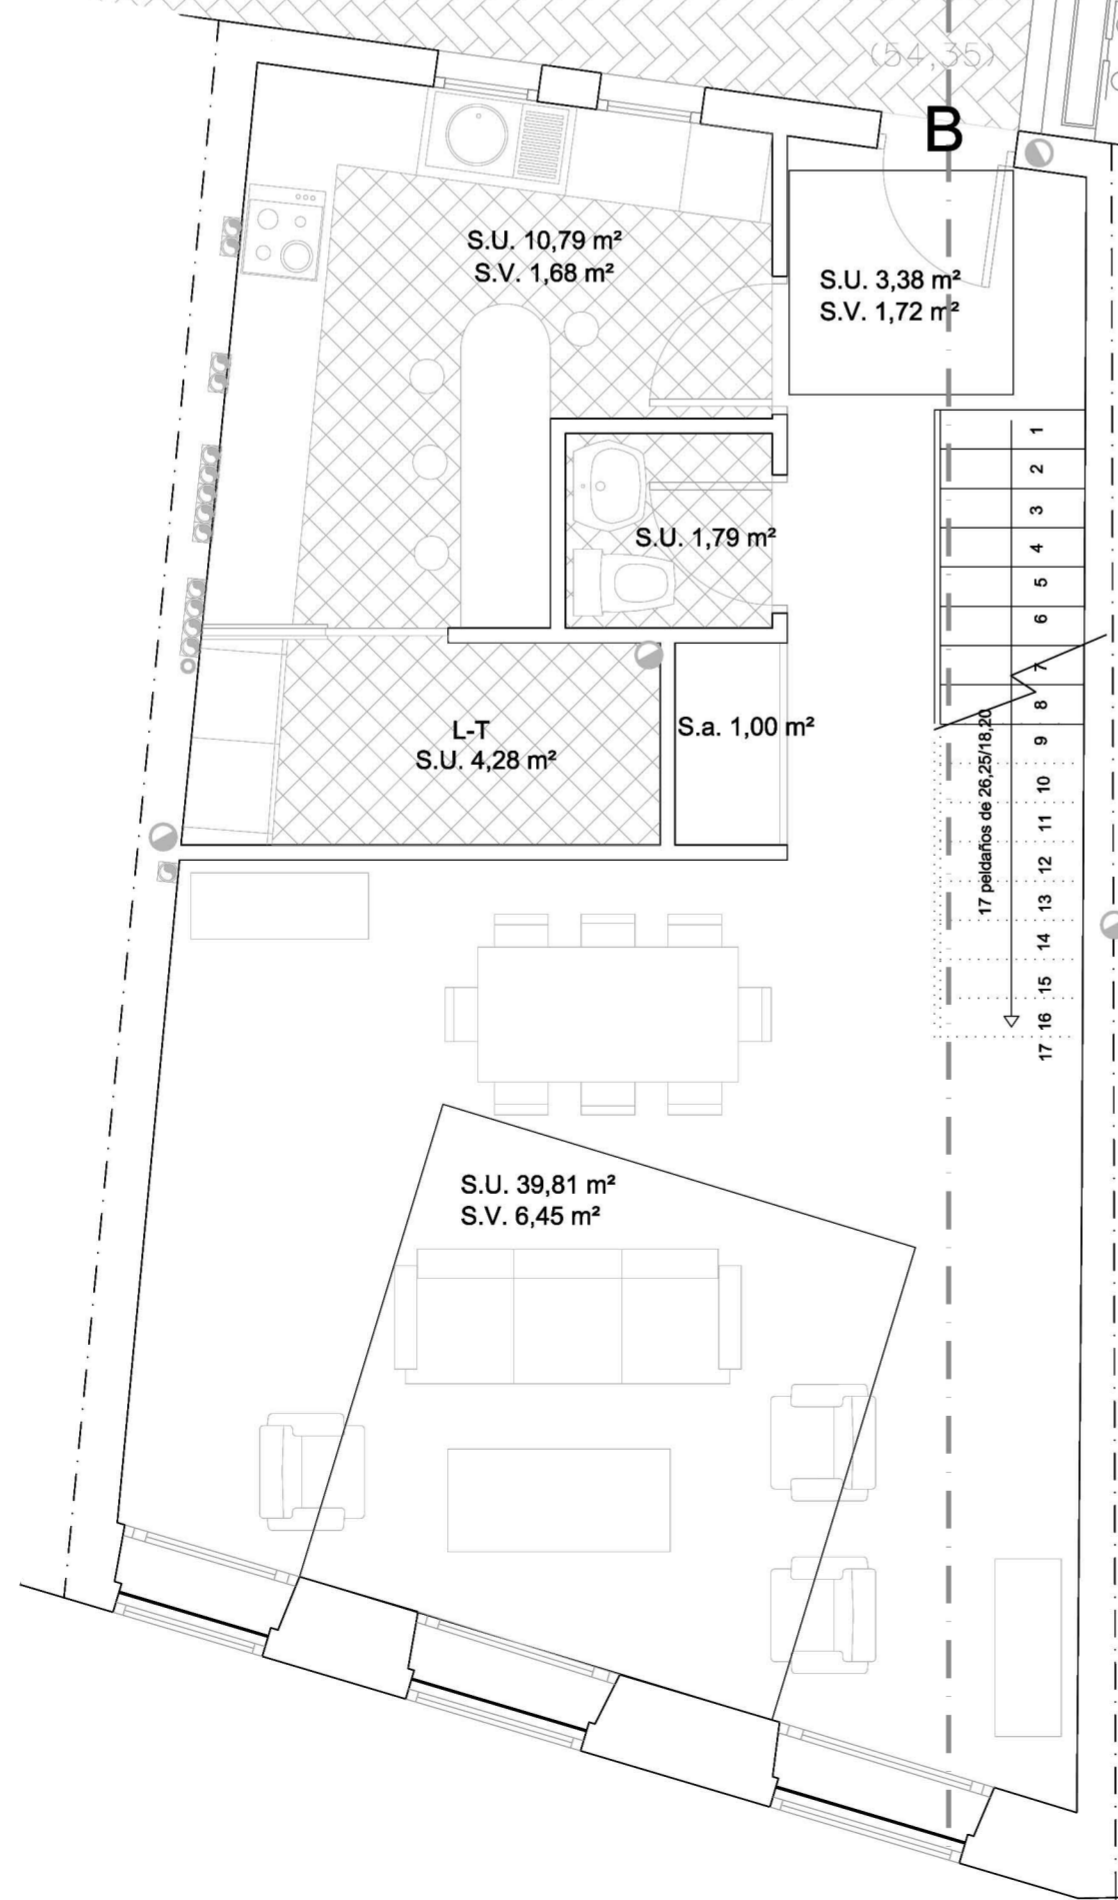 (54,35)
B
S.U. 10,79 m²
S.V. 1,68 m²
S.U. 3,38 m²
S.V. 1,72 m²
1
2
3
4
5
6
7
8
9
10
11
12
13
14
15
16
17
17 peldaños de 26,25/18,20
S.U. 1,79 m²
L-T
S.U. 4,28 m²
S.a. 1,00 m²
S.U. 39,81 m²
S.V. 6,45 m²